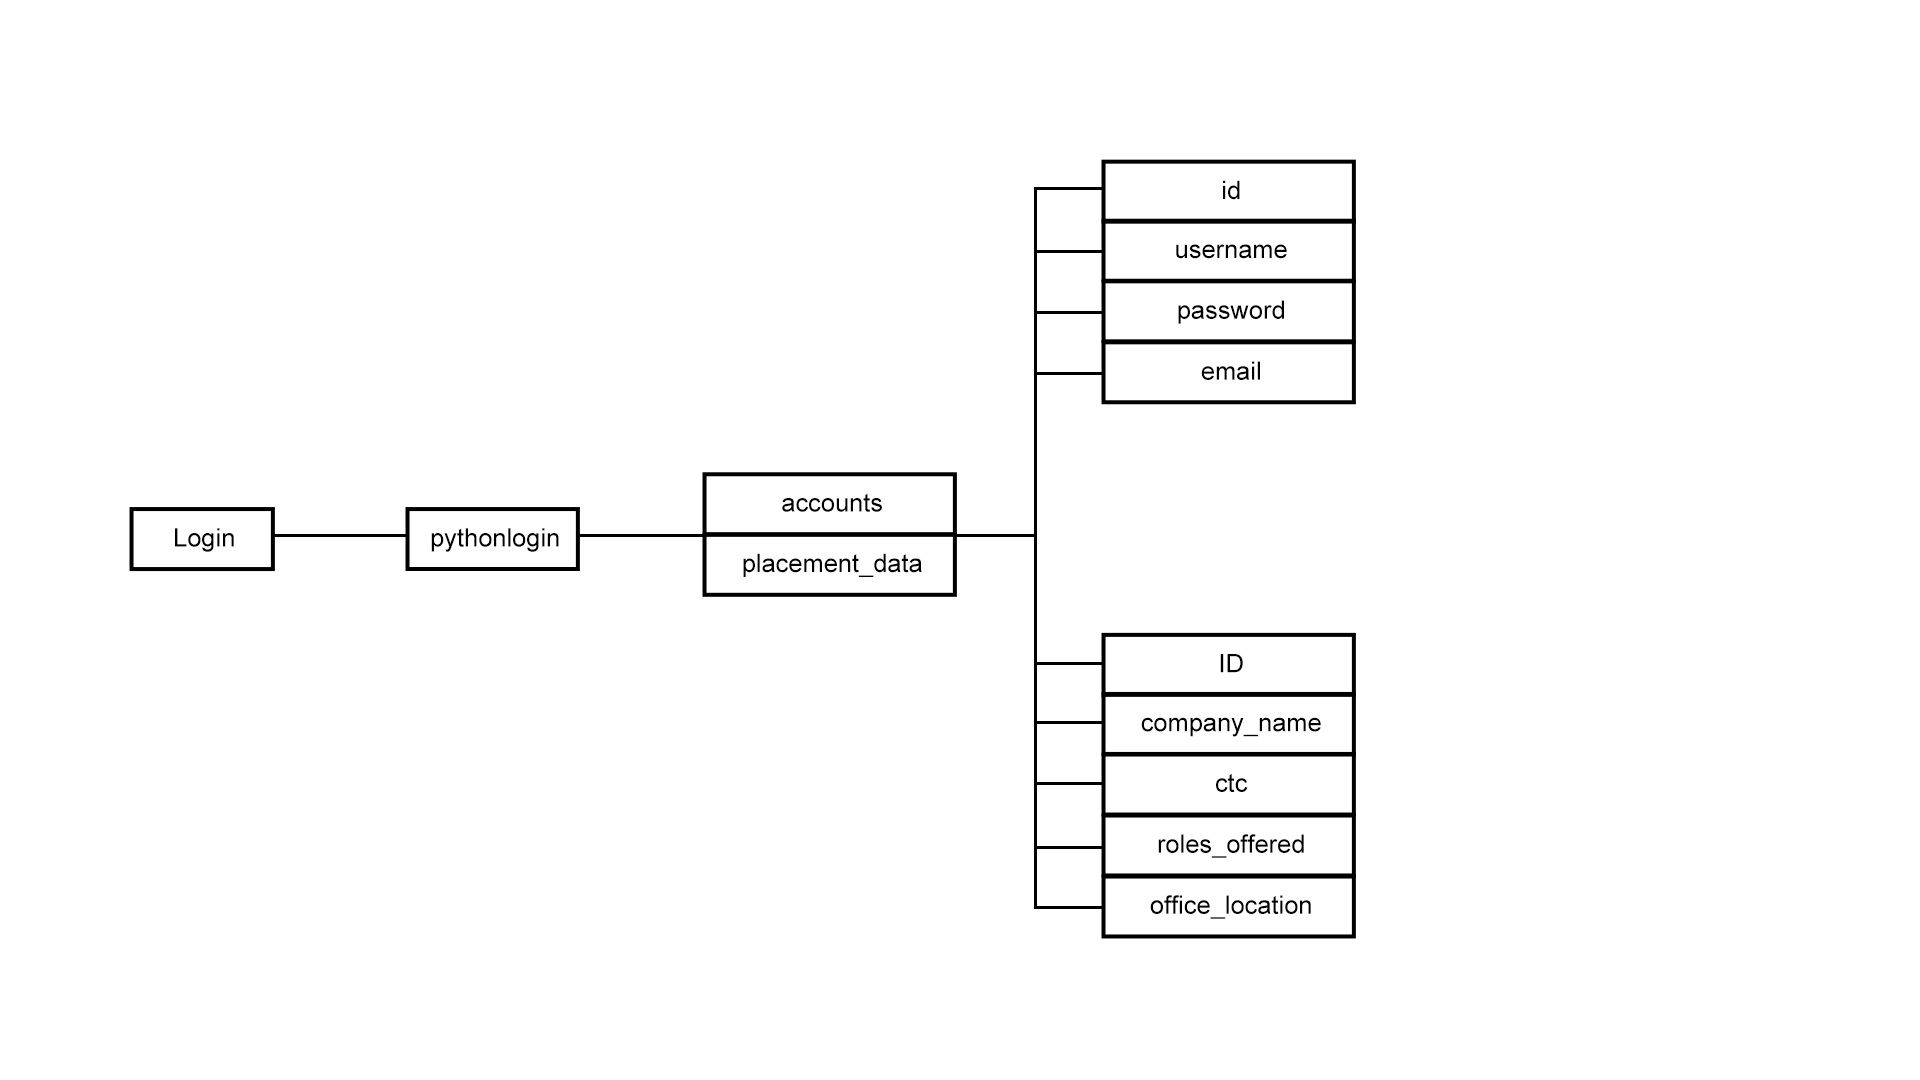 Login
pythonlogin
accounts
placement_data
id
username
password
email
ID
company_name
ctc
roles_offered
office_location